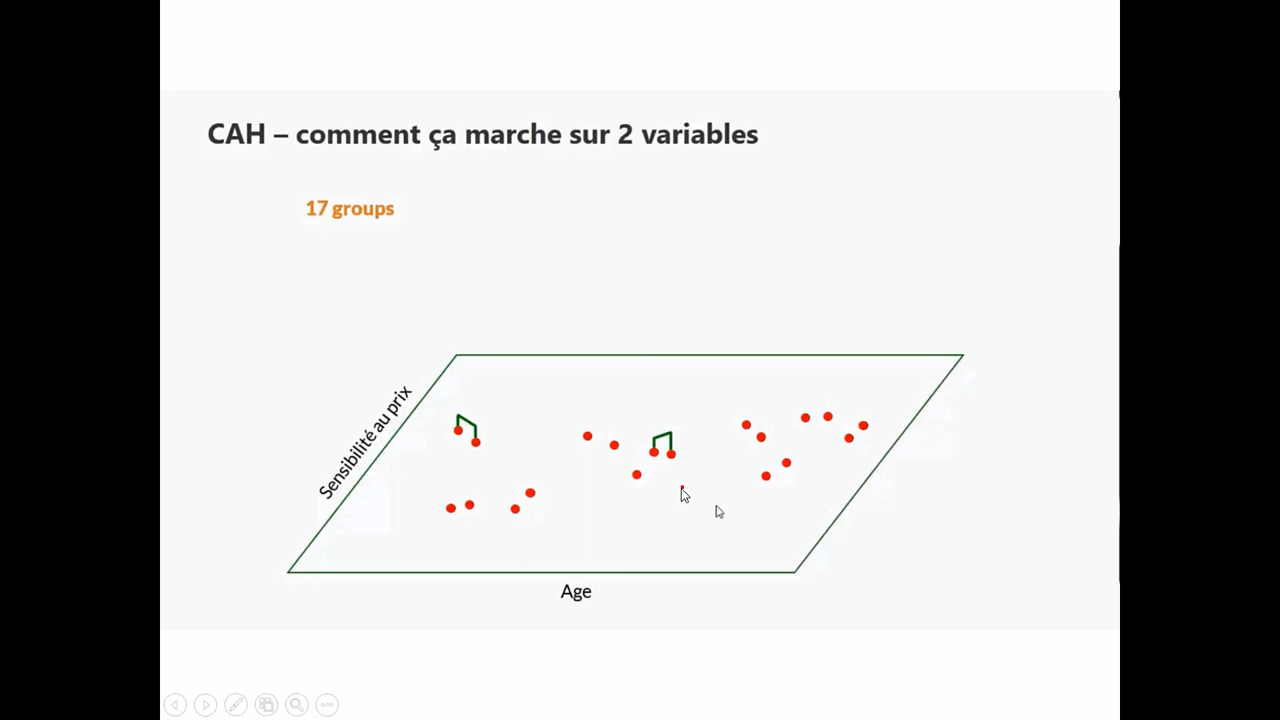 CAH – comment ça marche sur 2 variables
17 groups
Sensibilité au prix
Age